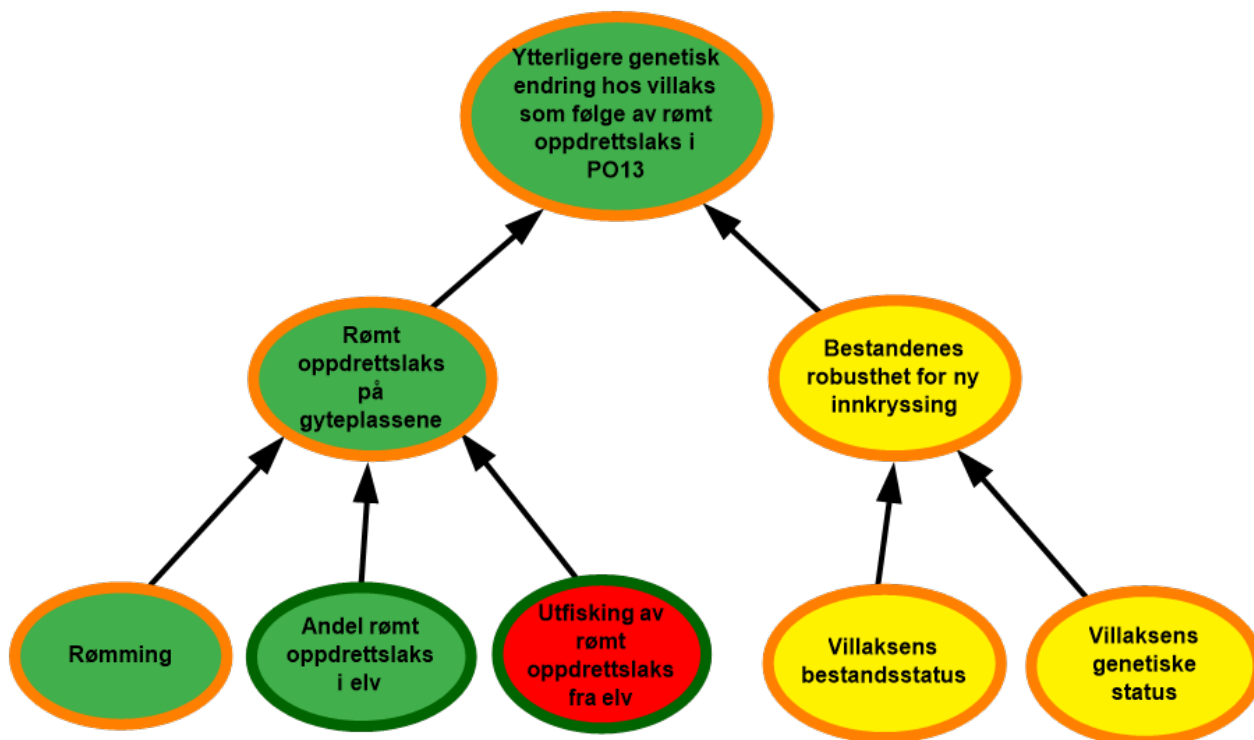 Ytterligere genetisk
endring hos villaks
som følge av rømt
oppdrettslaks i
PO13
Rømt
oppdrettslaks
på
gyteplassene
Bestandenes
robusthet for ny
innkryssing
Rømming
Andel rømt
oppdrettslaks
i elv
Utfisking av
rømt
oppdrettslaks
fra elv
Villaksens
bestandsstatus
Villaksens
genetiske
status